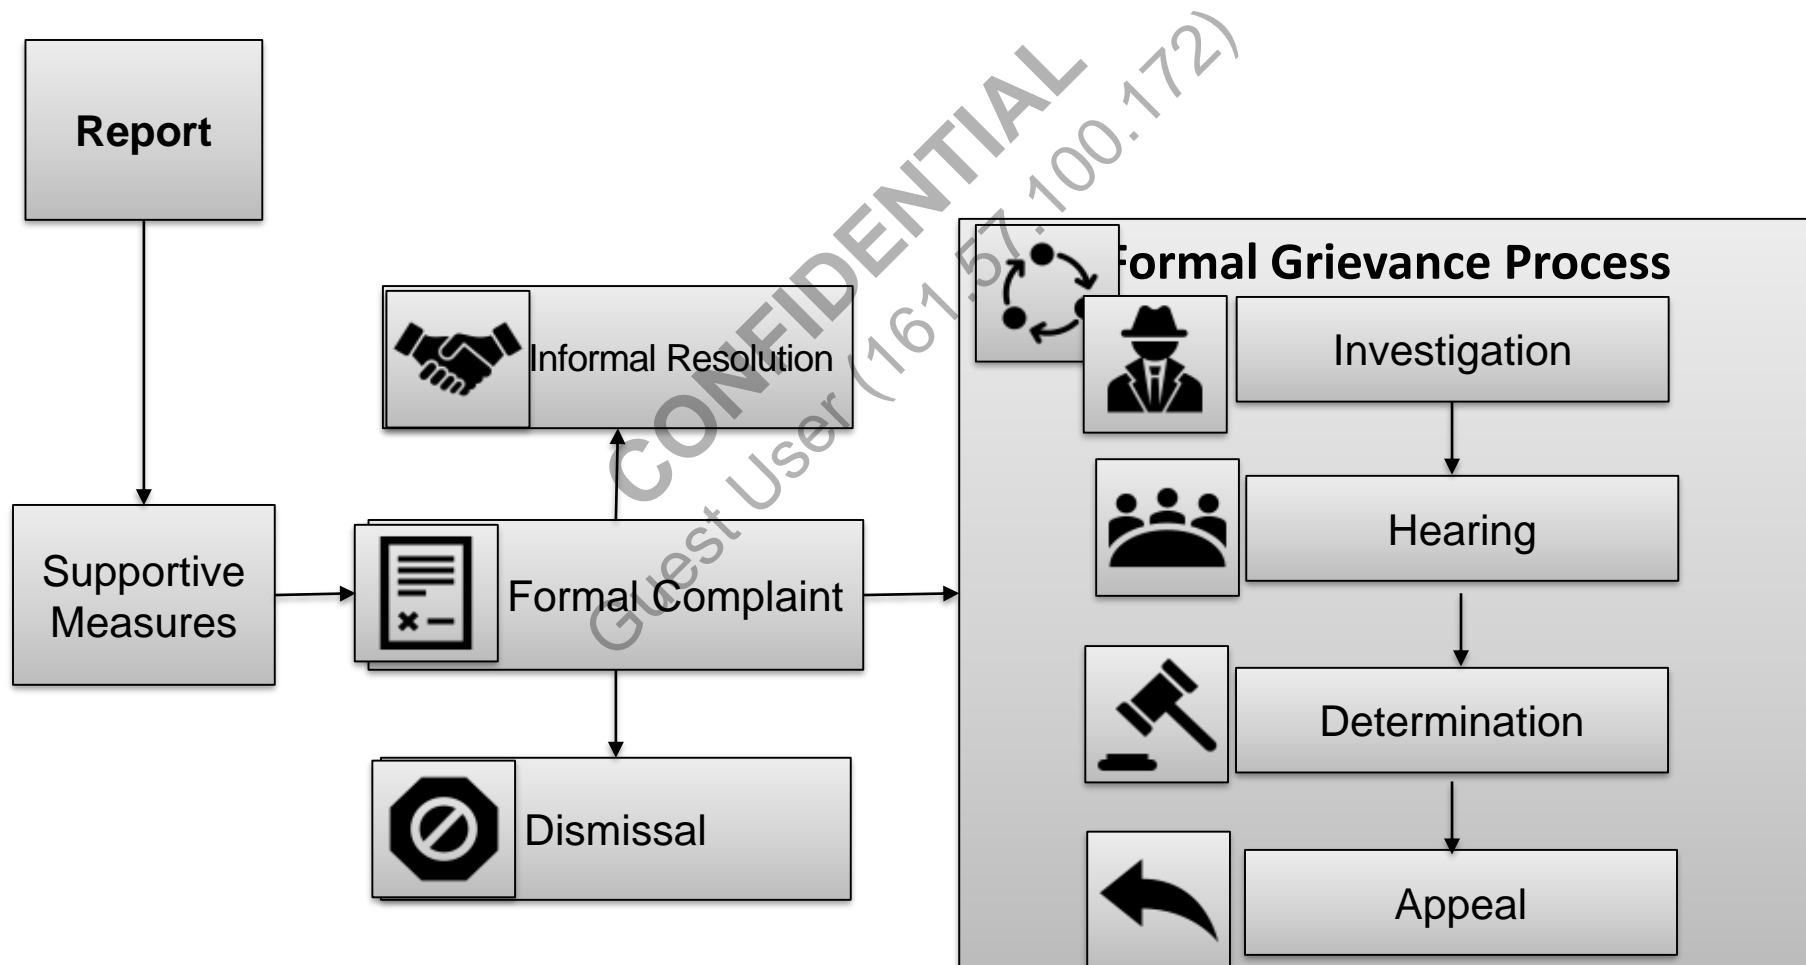 Report
CONFIDENTIAL
Guest User (161.57.100.172)
Formal Grievance Process
Informal Resolution
Investigation
Hearing
Supportive
Measures
Formal Complaint
Determination
Dismissal
Appeal